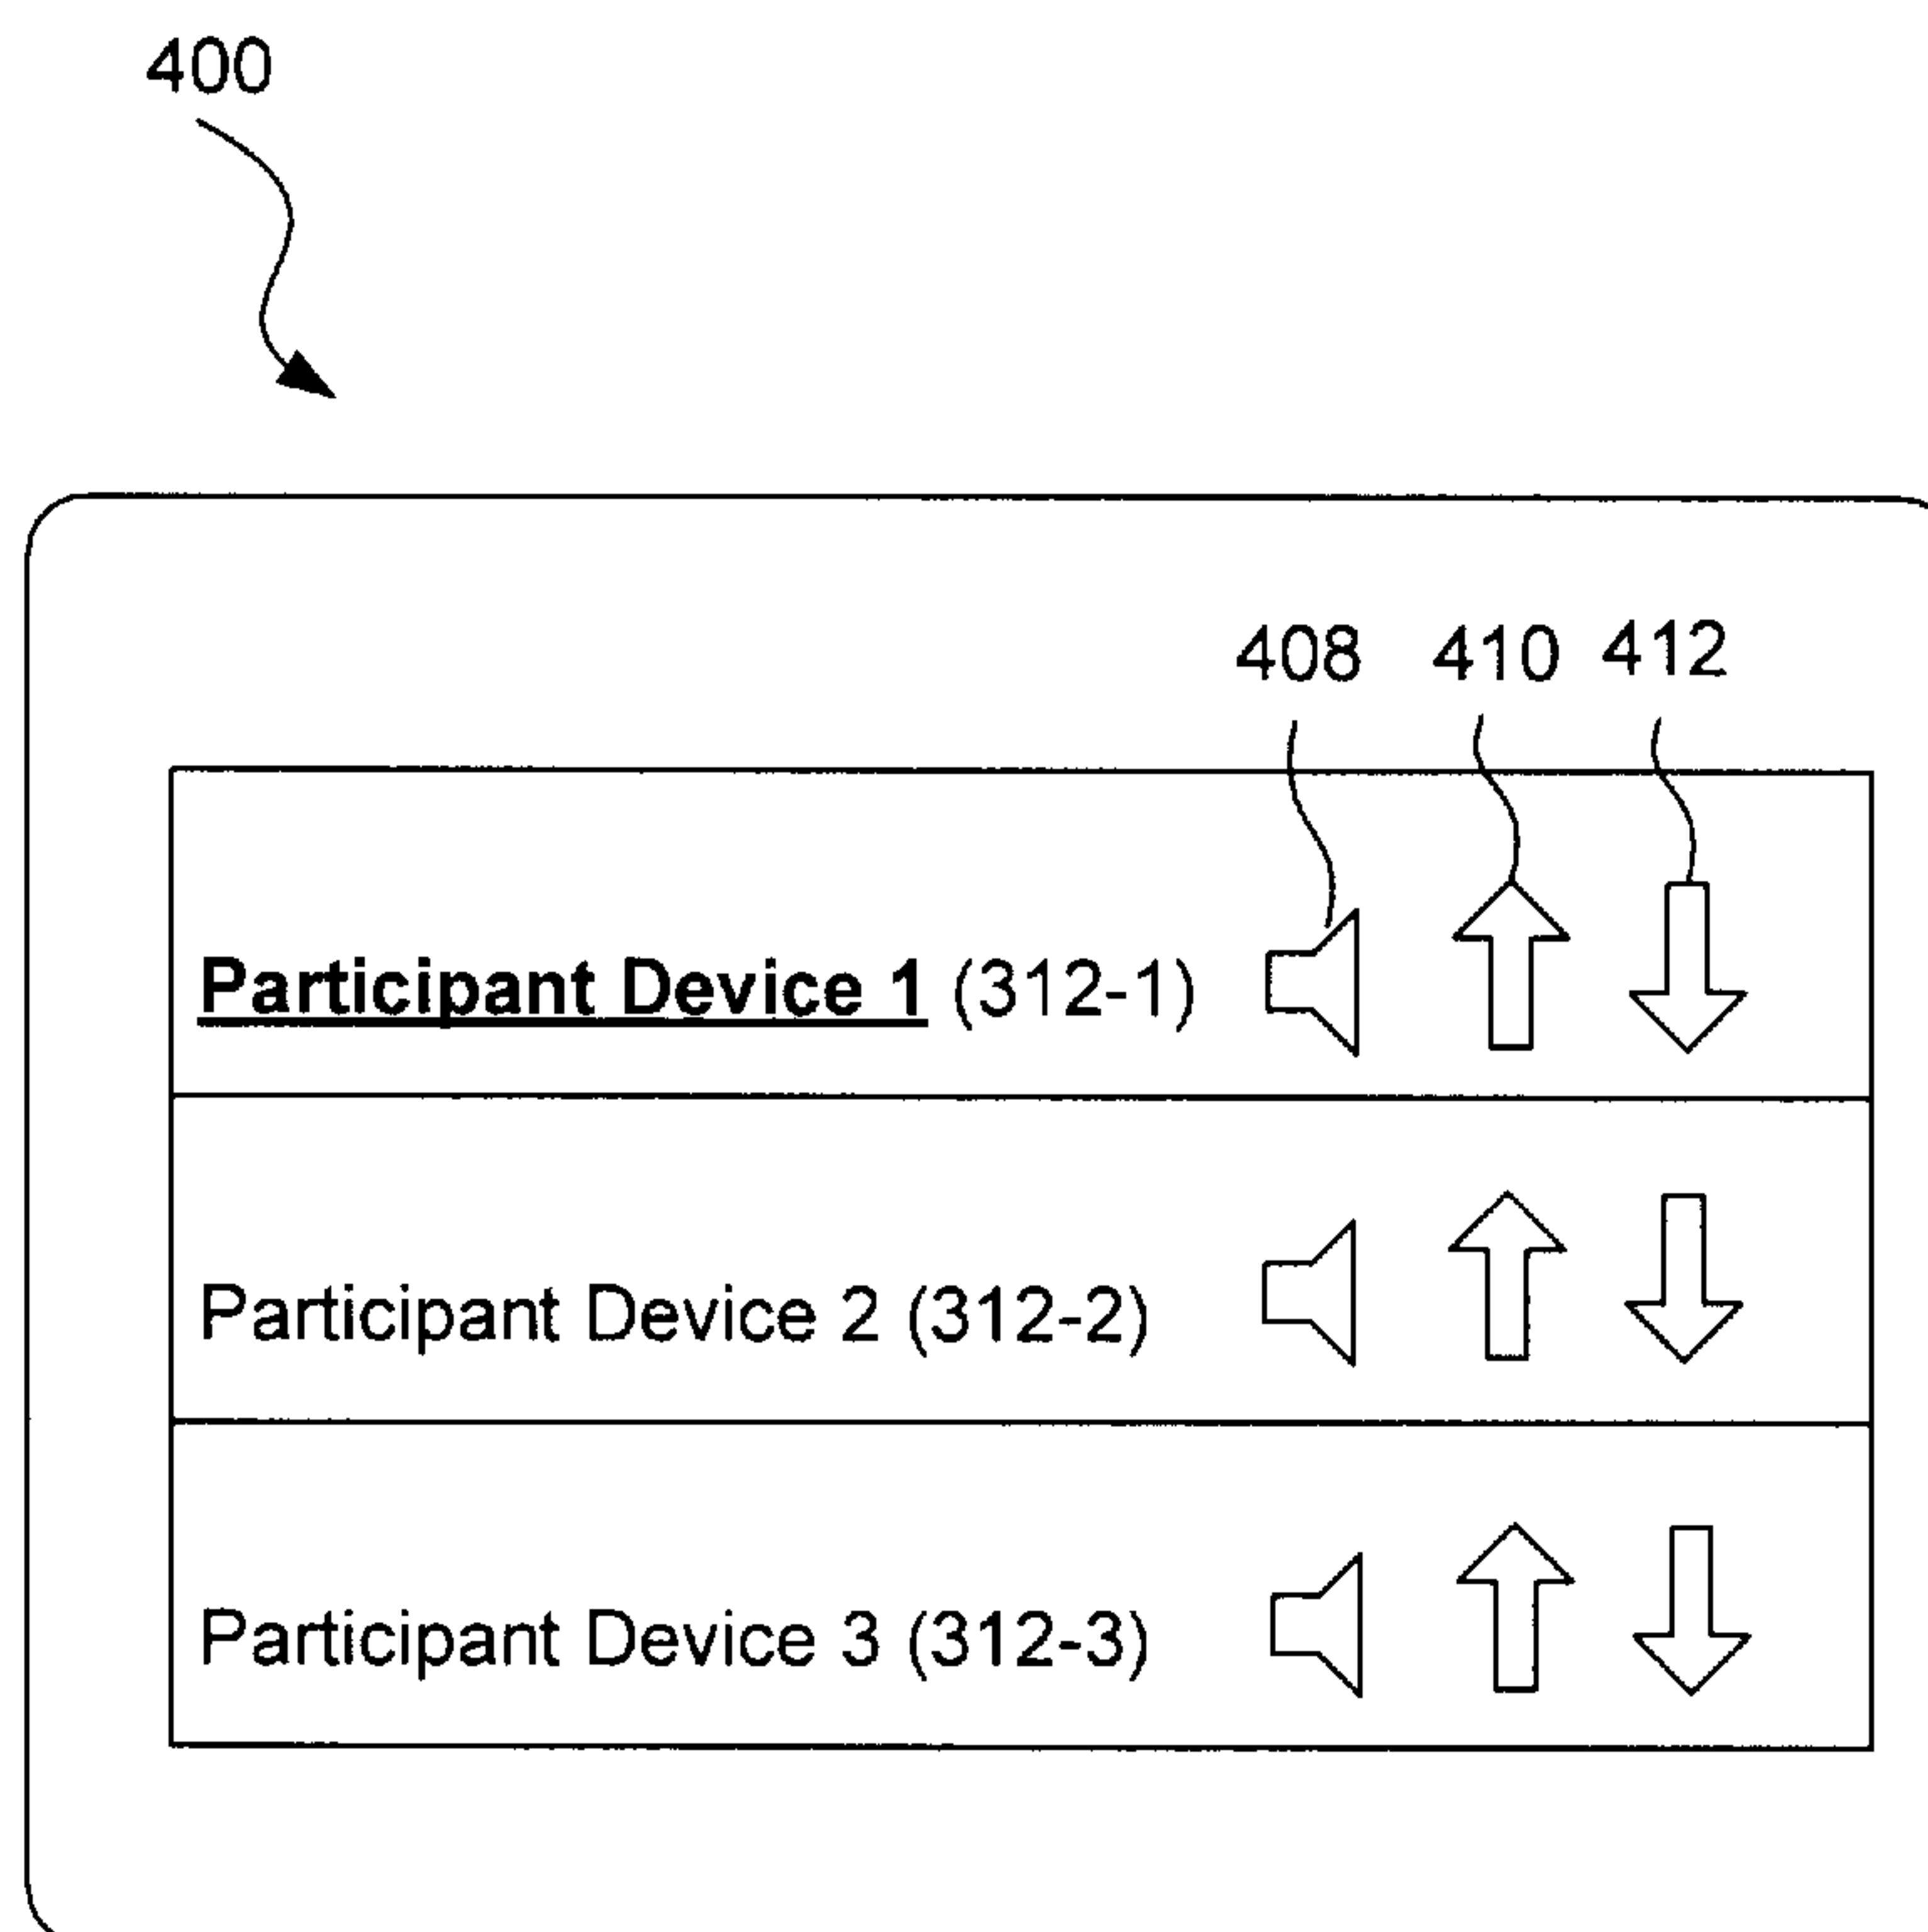 400
408 410 412
Participant Device 1 (312-1)
Participant Device 2 (312-2)
Participant Device 3 (312-3)